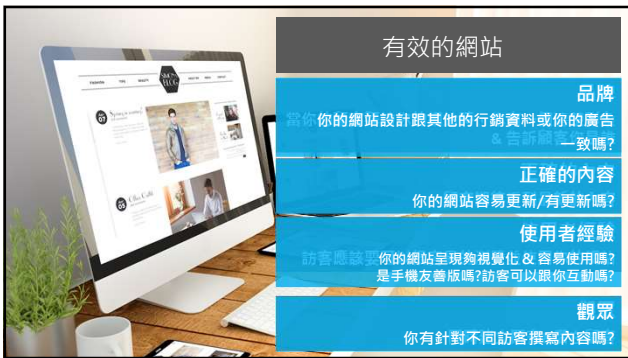 有效的網站
品牌
你的網站設計跟其他的行銷資料或你的廣告
一致嗎?
正確的內容
你的網站容易更新/有更新嗎?
使用者經驗
你的網站呈現夠視覺化 & 容易使用嗎?
是手機友善版嗎?訪客可以跟你互動嗎?
觀眾
你有針對不同訪客撰寫內容嗎?
SIMON'S
BLOG
07
05